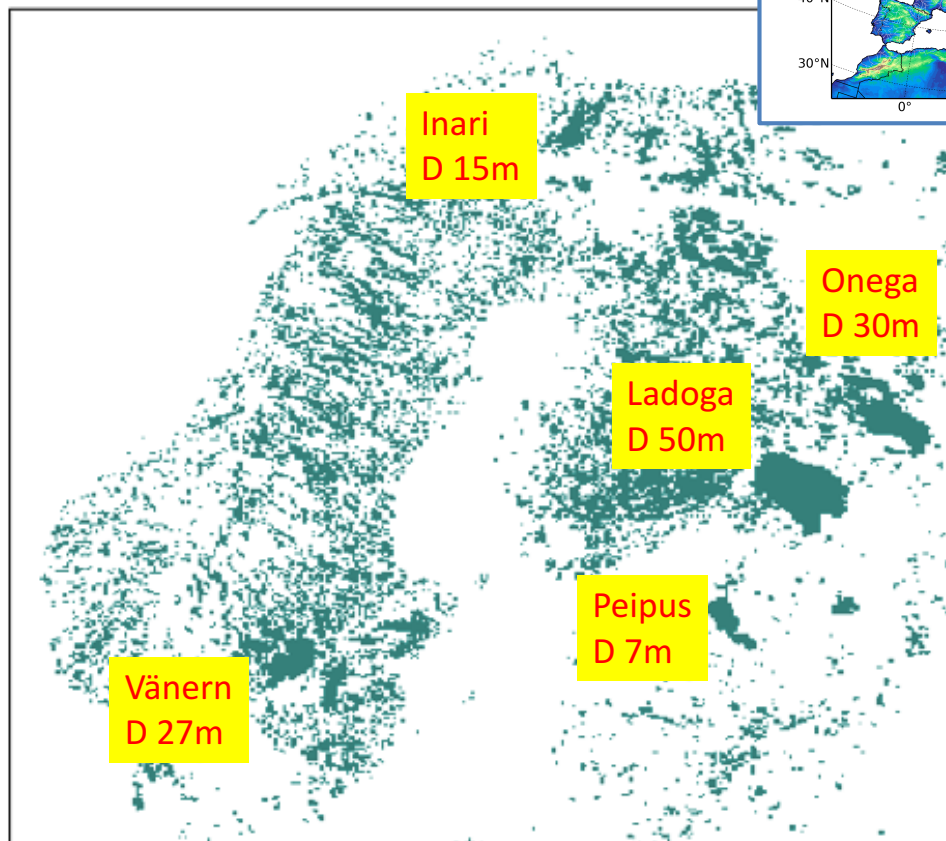 30°N
0°
Inari
D 15m
Onega
D 30m
Ladoga
D 50m
Peipus
D 7m
Vänern
D 27m